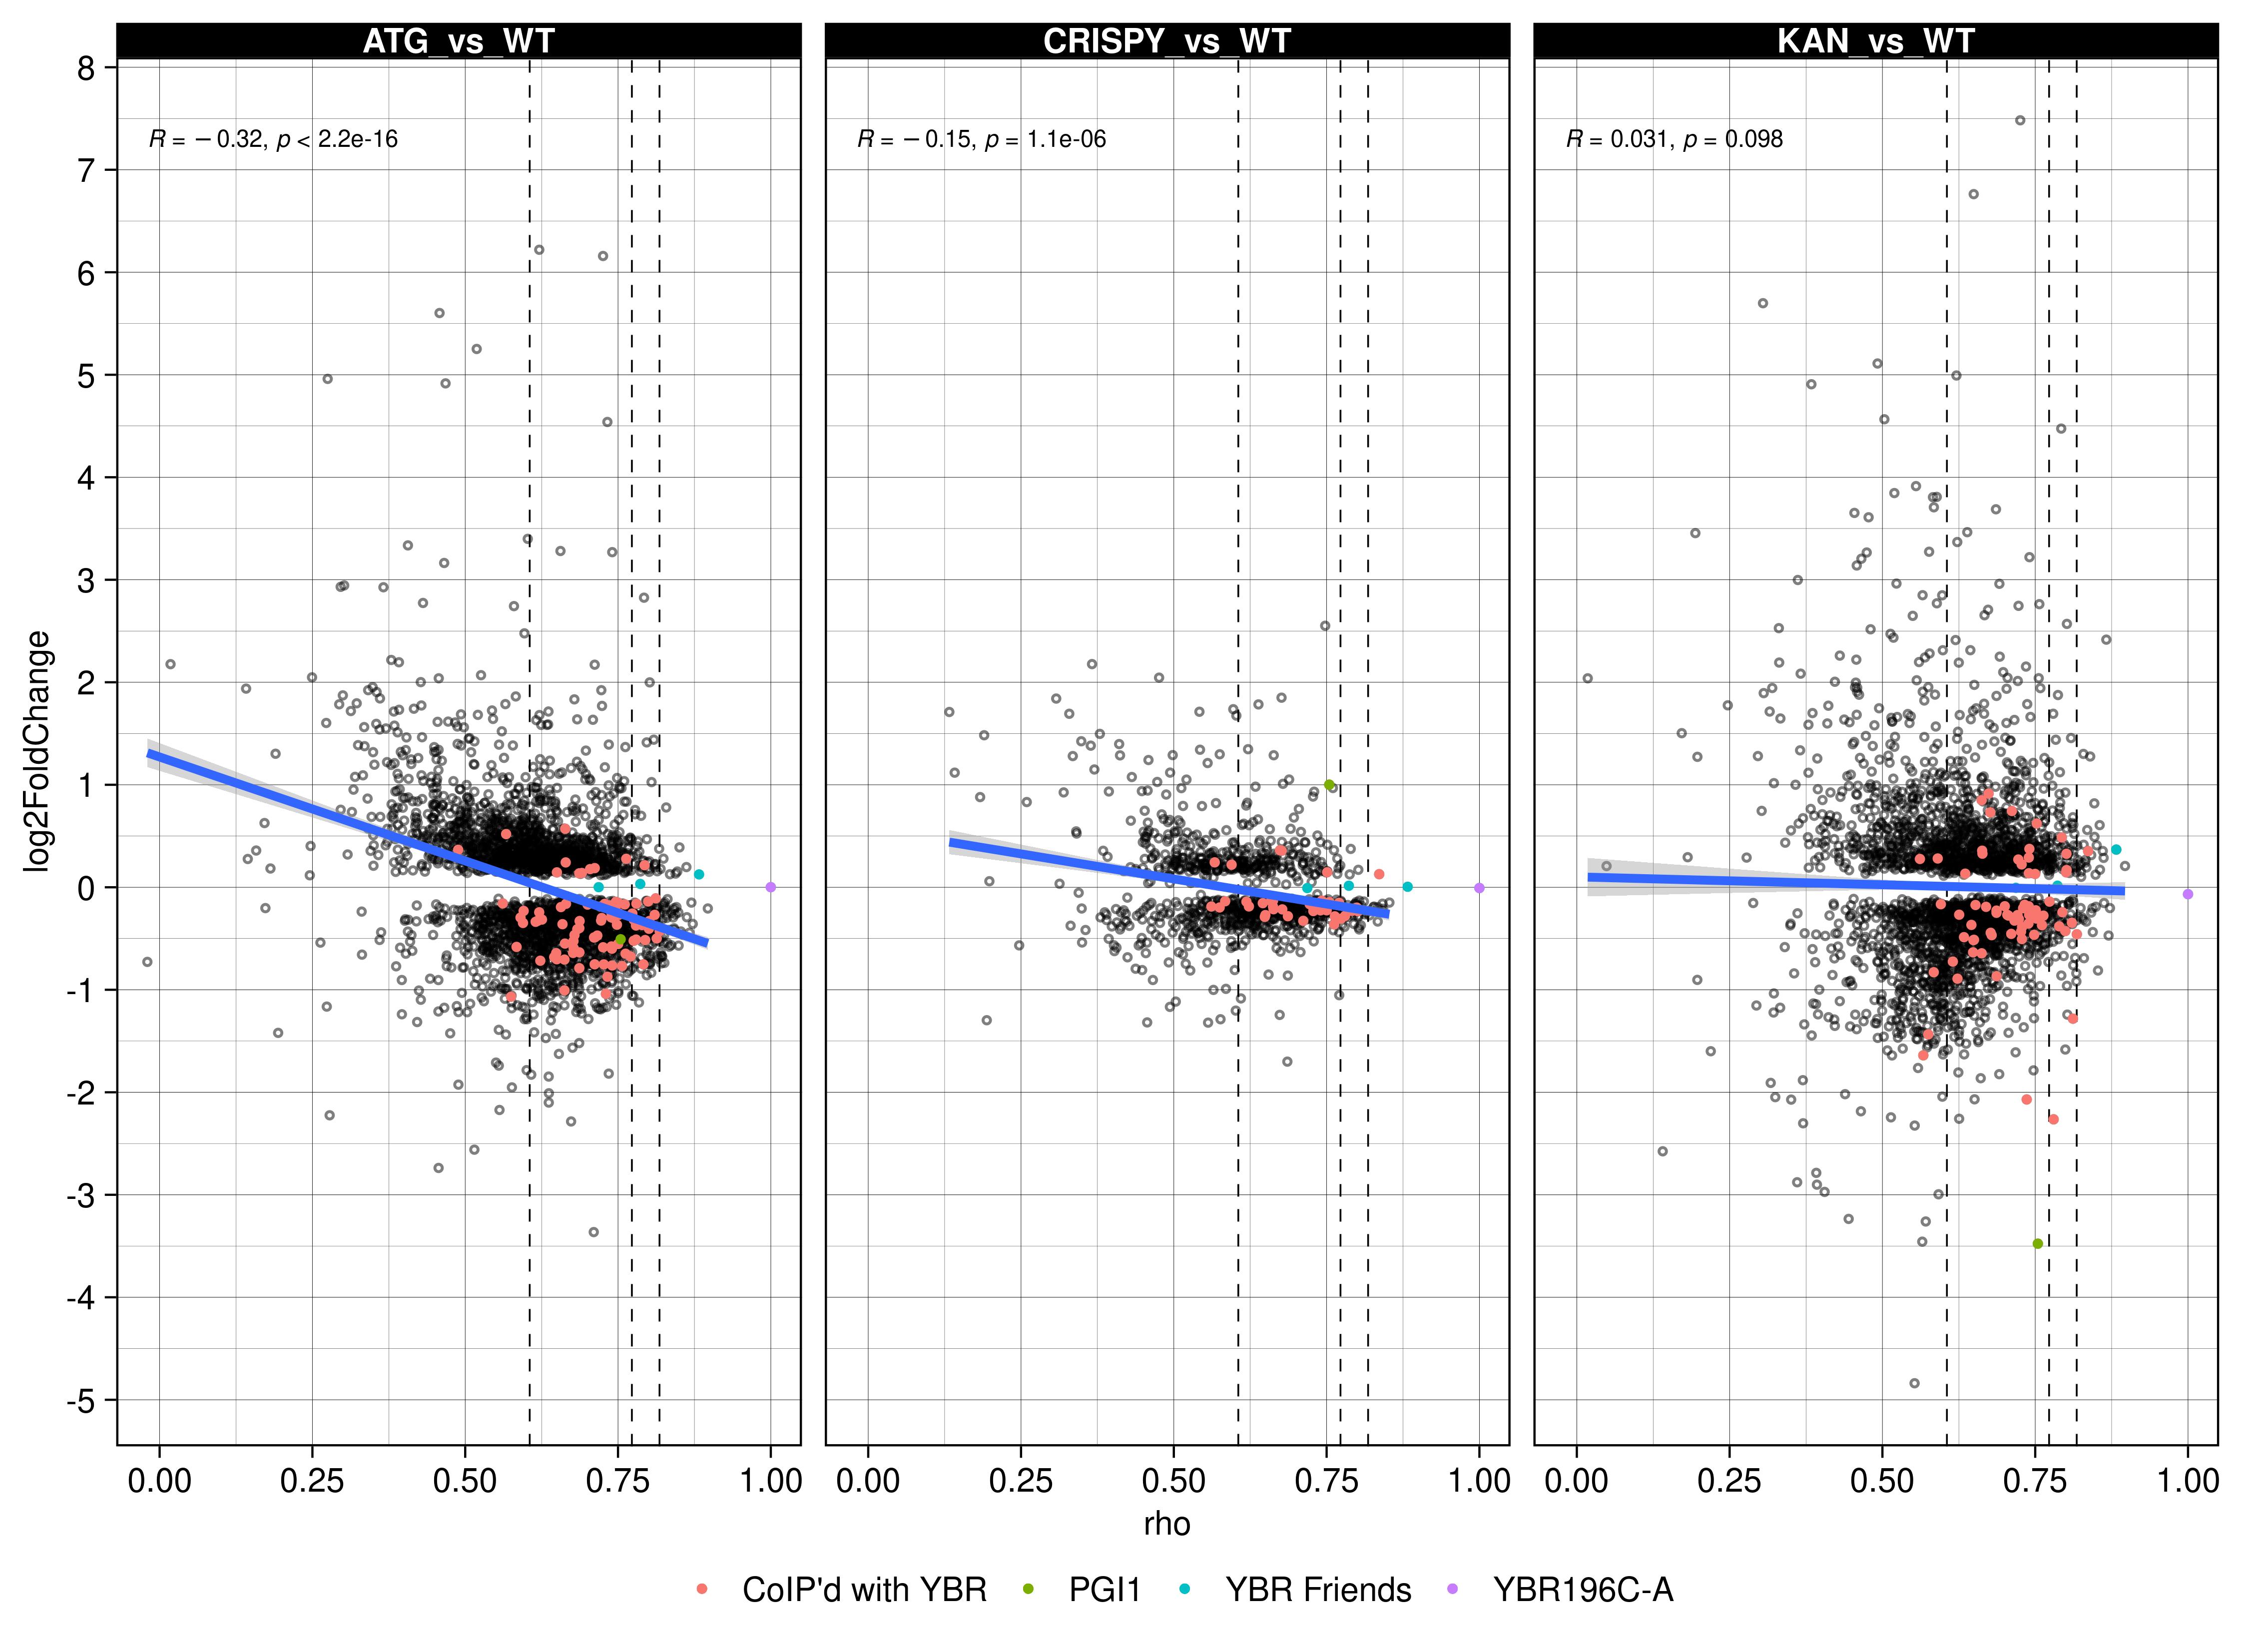 ATG_vs_WT CRISPY_vs_WT KAN_vs_WT
R = −0.32, p < 2.2e-16 R = −0.15, p = 1.1e-06 R = 0.031, p = 0.098
log2FoldChange
8
7
6
5
4
3
2
1
0
-1
-2
-3
-4
-5
0.00 0.25 0.50 0.75 1.00 0.00 0.25 0.50 0.75 1.00 0.00 0.25 0.50 0.75 1.00
rho
CoIP'd with YBR PGI1 YBR Friends YBR196C-A